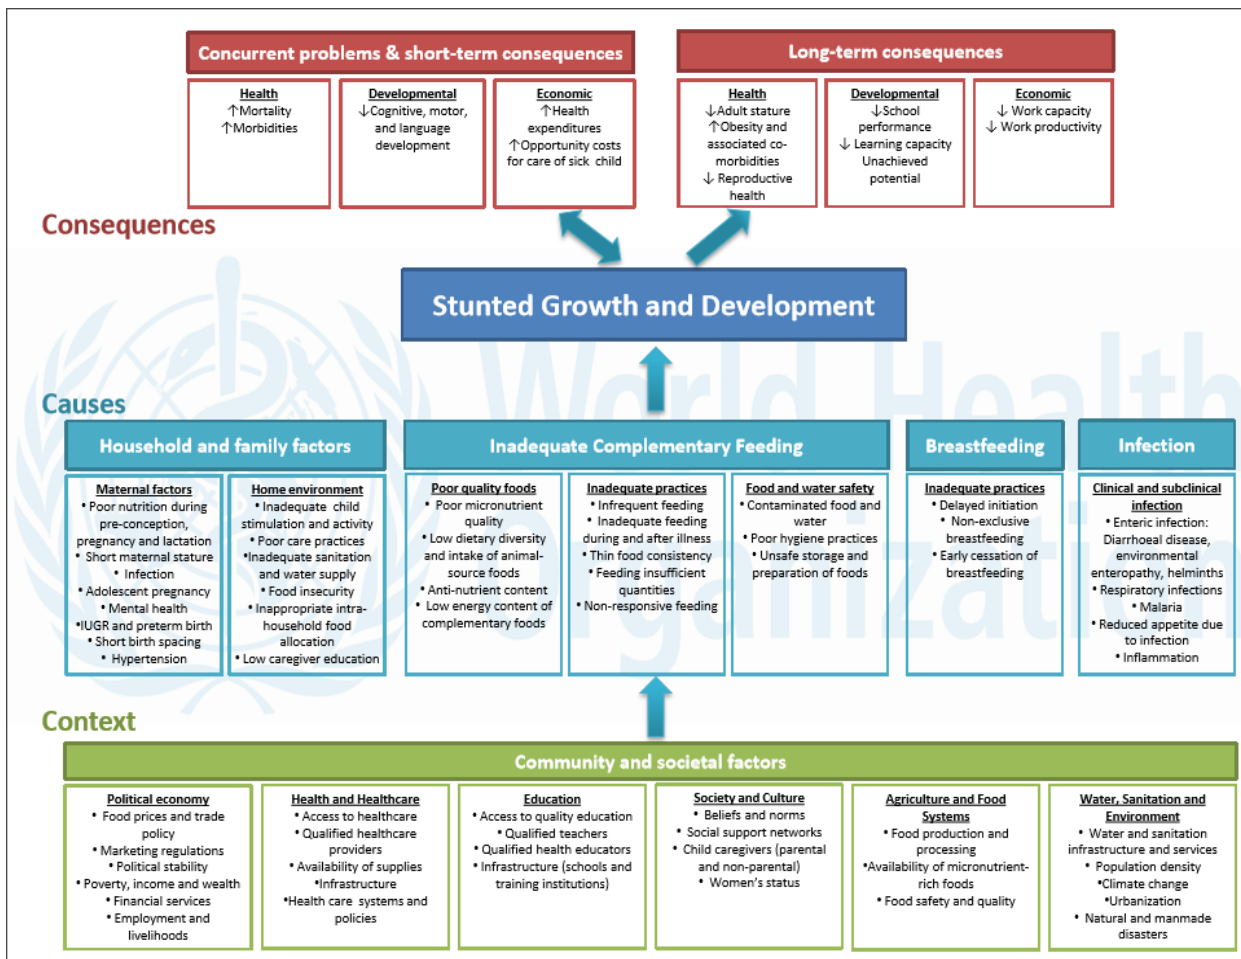 Concurrent problems & short-term consequences
Health
↑Mortality
↑Morbidities
Developmental
↓Cognitive, motor,
and language
development
Economic
↑Health
expenditures
↑Opportunity costs
for care of sick child
Long-term consequences
Health
↓Adult stature
↑Obesity and
associated co-
morbidities
↓ Reproductive
health
Developmental
↓School
performance
↓ Learning capacity
Unachieved
potential
Economic
↓ Work capacity
↓ Work productivity
Consequences
Stunted Growth and Development
Causes
Household and family factors
Maternal factors
• Poor nutrition during
pre-conception,
pregnancy and lactation
• Short maternal stature
• Infection
• Adolescent pregnancy
• Mental health
•IUGR and preterm birth
• Short birth spacing
• Hypertension
Home environment
• Inadequate child
stimulation and activity
• Poor care practices
•Inadequate sanitation
and water supply
• Food insecurity
• Inappropriate intra-
household food
allocation
• Low caregiver education
Inadequate Complementary Feeding
Poor quality foods
• Poor micronutrient
quality
• Low dietary diversity
and intake of animal-
source foods
• Anti-nutrient content
• Low energy content of
complementary foods
Inadequate practices
• Infrequent feeding
• Inadequate feeding
during and after illness
• Thin food consistency
• Feeding insufficient
quantities
• Non-responsive feeding
Food and water safety
• Contaminated food and
water
• Poor hygiene practices
• Unsafe storage and
preparation of foods
Breastfeeding
Inadequate practices
• Delayed initiation
• Non-exclusive
breastfeeding
• Early cessation of
breastfeeding
Infection
Clinical and subclinical
infection
• Enteric infection:
Diarrhoeal disease,
environmental
enteropathy, helminths
• Respiratory infections
• Malaria
• Reduced appetite due
to infection
• Inflammation
Context
Community and societal factors
Political economy
• Food prices and trade
policy
• Marketing regulations
• Political stability
• Poverty, income and wealth
• Financial services
• Employment and
livelihoods
Health and Healthcare
• Access to healthcare
• Qualified healthcare
providers
• Availability of supplies
•Infrastructure
•Health care systems and
policies
Education
• Access to quality education
• Qualified teachers
• Qualified health educators
• Infrastructure (schools and
training institutions)
Society and Culture
• Beliefs and norms
• Social support networks
• Child caregivers (parental
and non-parental)
• Women's status
Agriculture and Food
Systems
• Food production and
processing
•Availability of micronutrient-
rich foods
• Food safety and quality
Water, Sanitation and
Environment
• Water and sanitation
infrastructure and services
• Population density
•Climate change
•Urbanization
• Natural and manmade
disasters
World Health
Organization